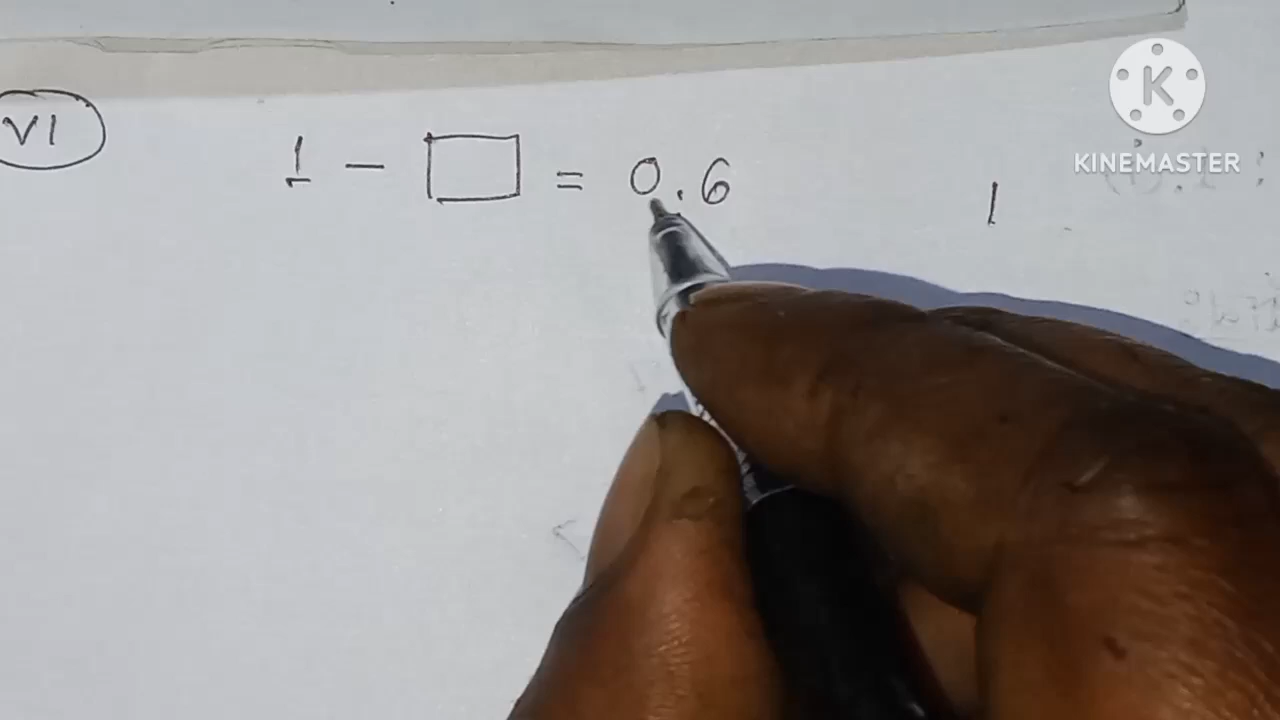 VI
1 - □ = 0.6
1
KINEMASTER